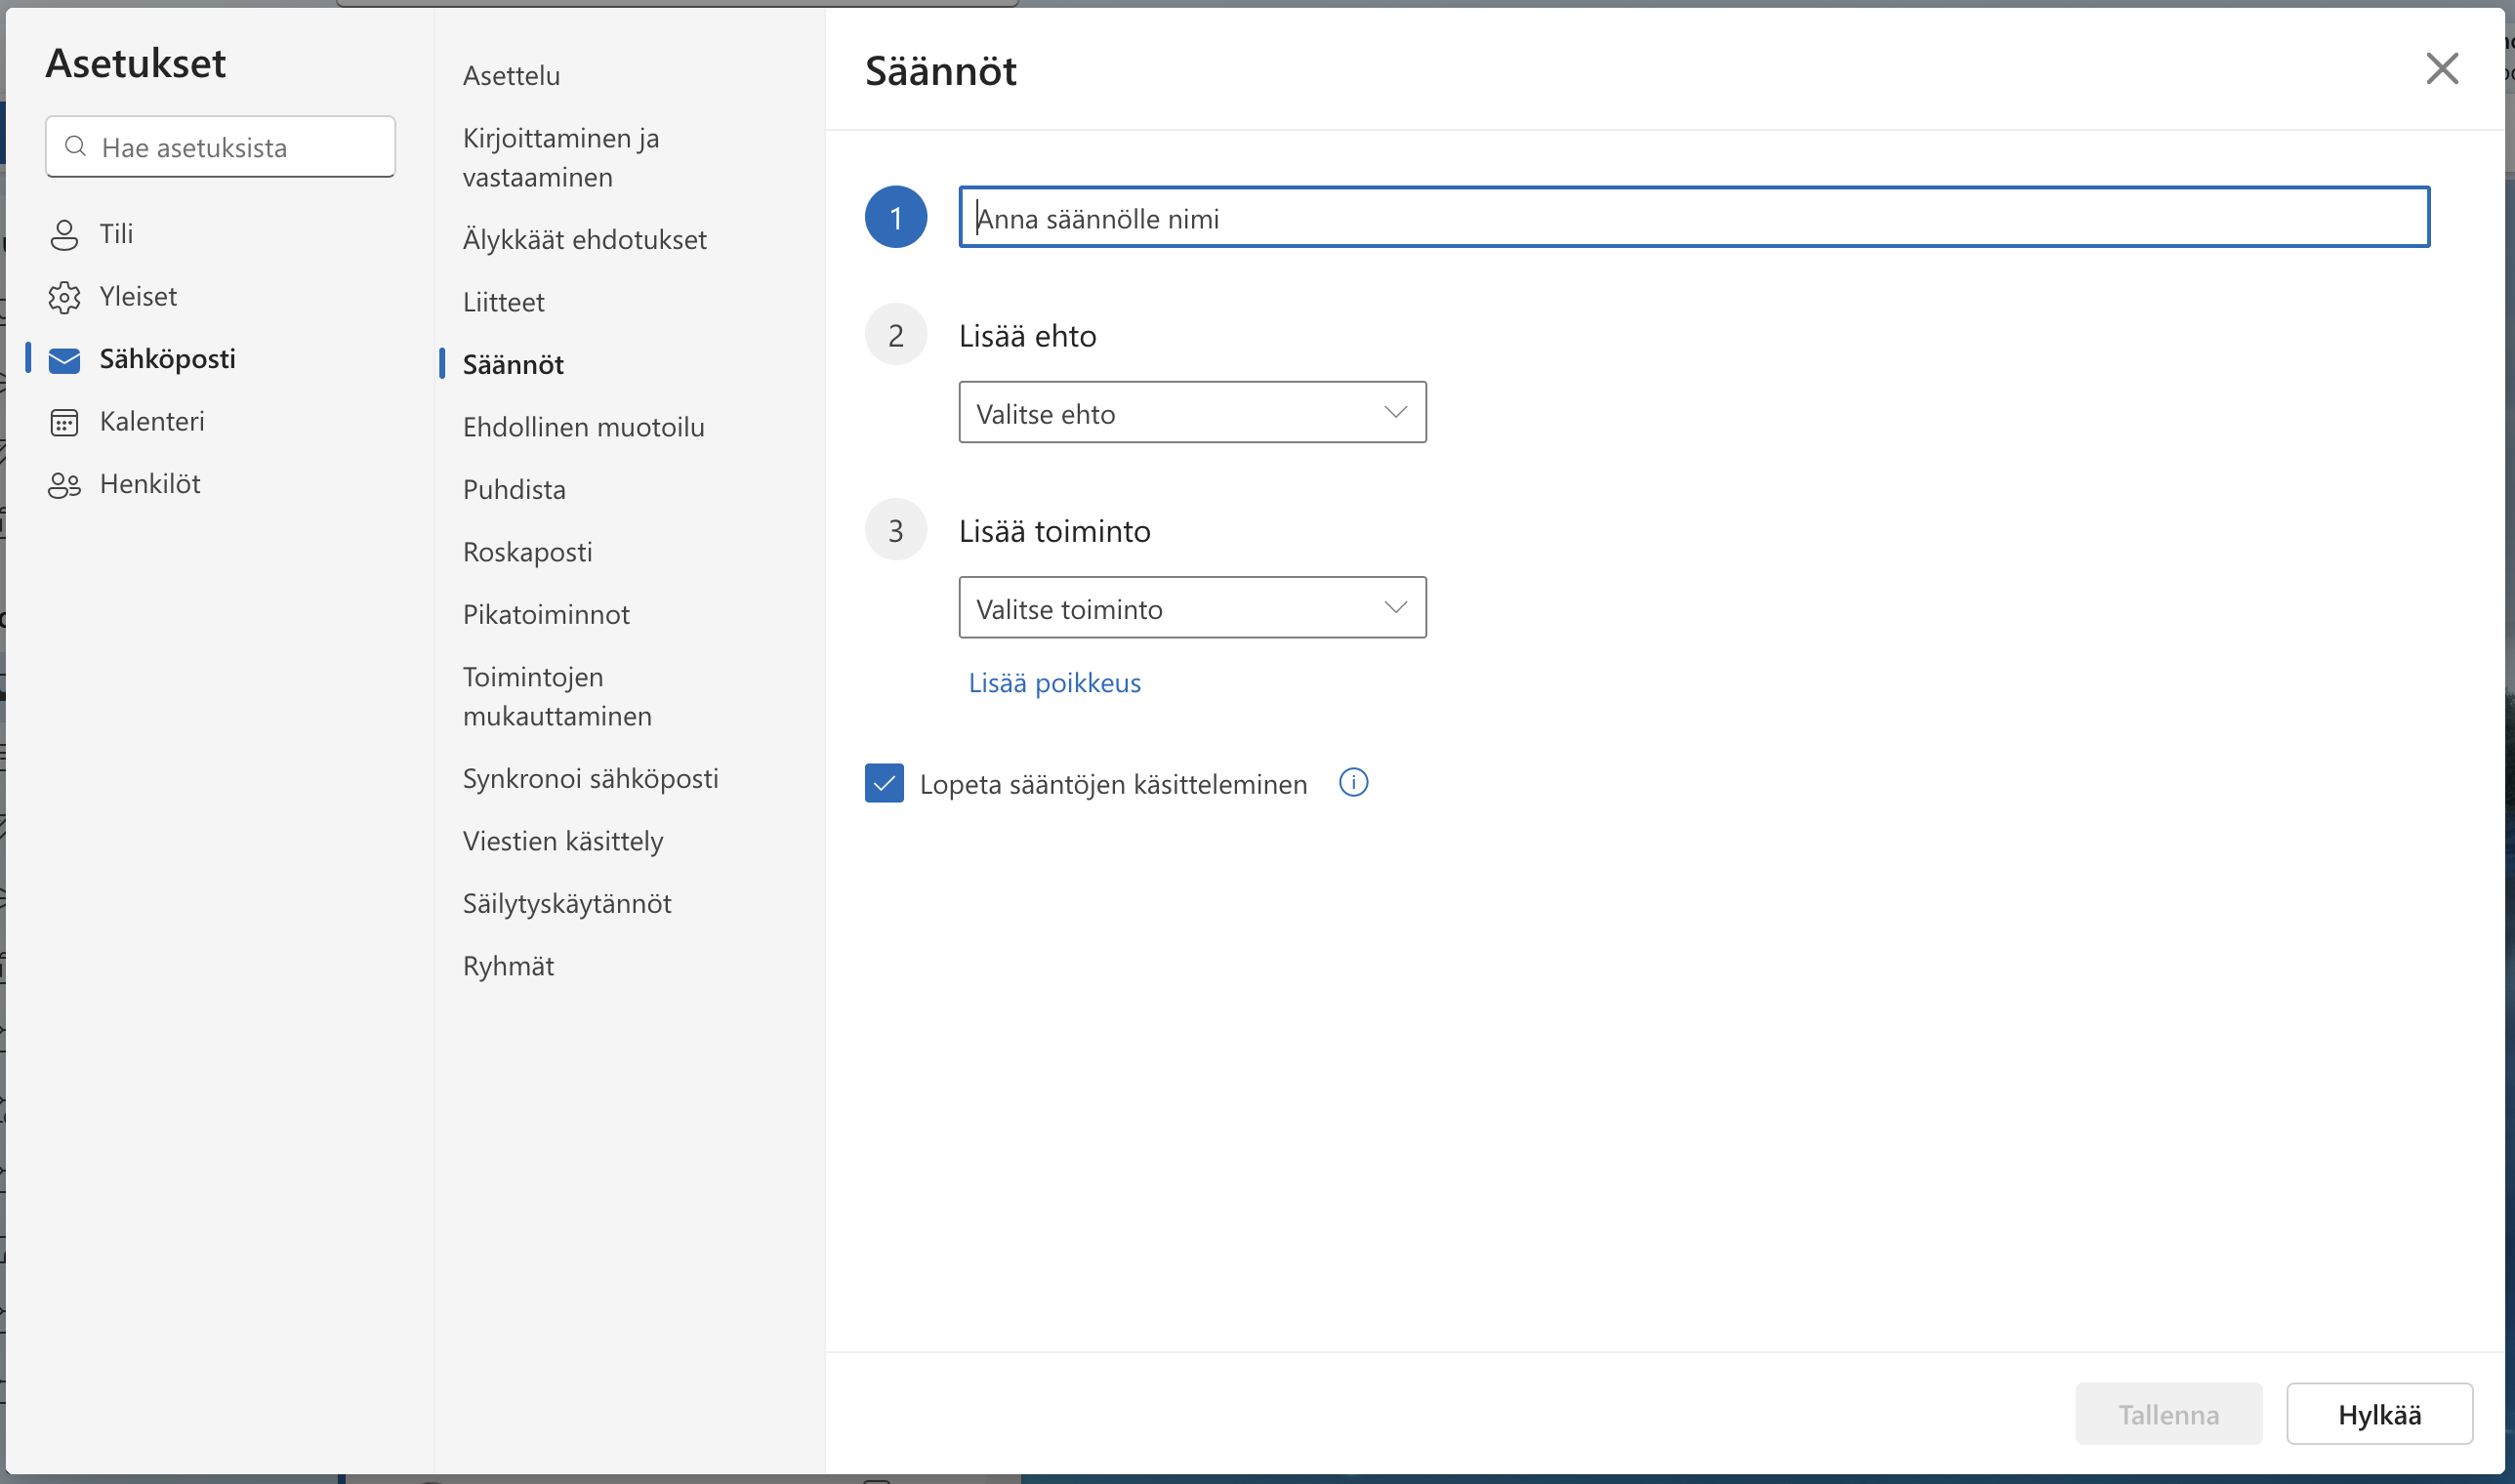 Asetukset
Hae asetuksista
Tili
Yleiset
Sähköposti
Kalenteri
Henkilöt
Asettelu
Kirjoittaminen ja
vastaaminen
Älykkäät ehdotukset
Liitteet
Säännöt
Ehdollinen muotoilu
Puhdista
Roskaposti
Pikatoiminnot
Toimintojen
mukauttaminen
Synkronoi sähköposti
Viestien käsittely
Säilytyskäytännöt
Ryhmät
Säännöt
1
Anna säännölle nimi
2
Lisää ehto
Valitse ehto
3
Lisää toiminto
Valitse toiminto
Lisää poikkeus
Lopeta sääntöjen käsitteleminen
Tallenna
Hylkää